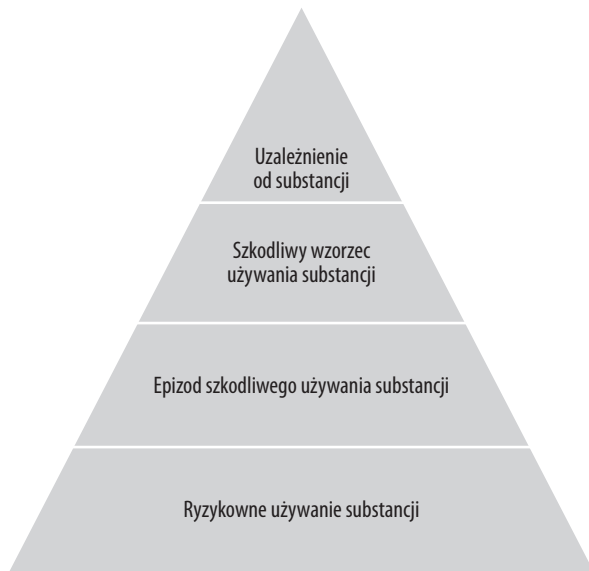 Uzależnienie
od substancji
Szkodliwy wzorzec
używania substancji
Epizod szkodliwego używania substancji
Ryzykowne używanie substancji